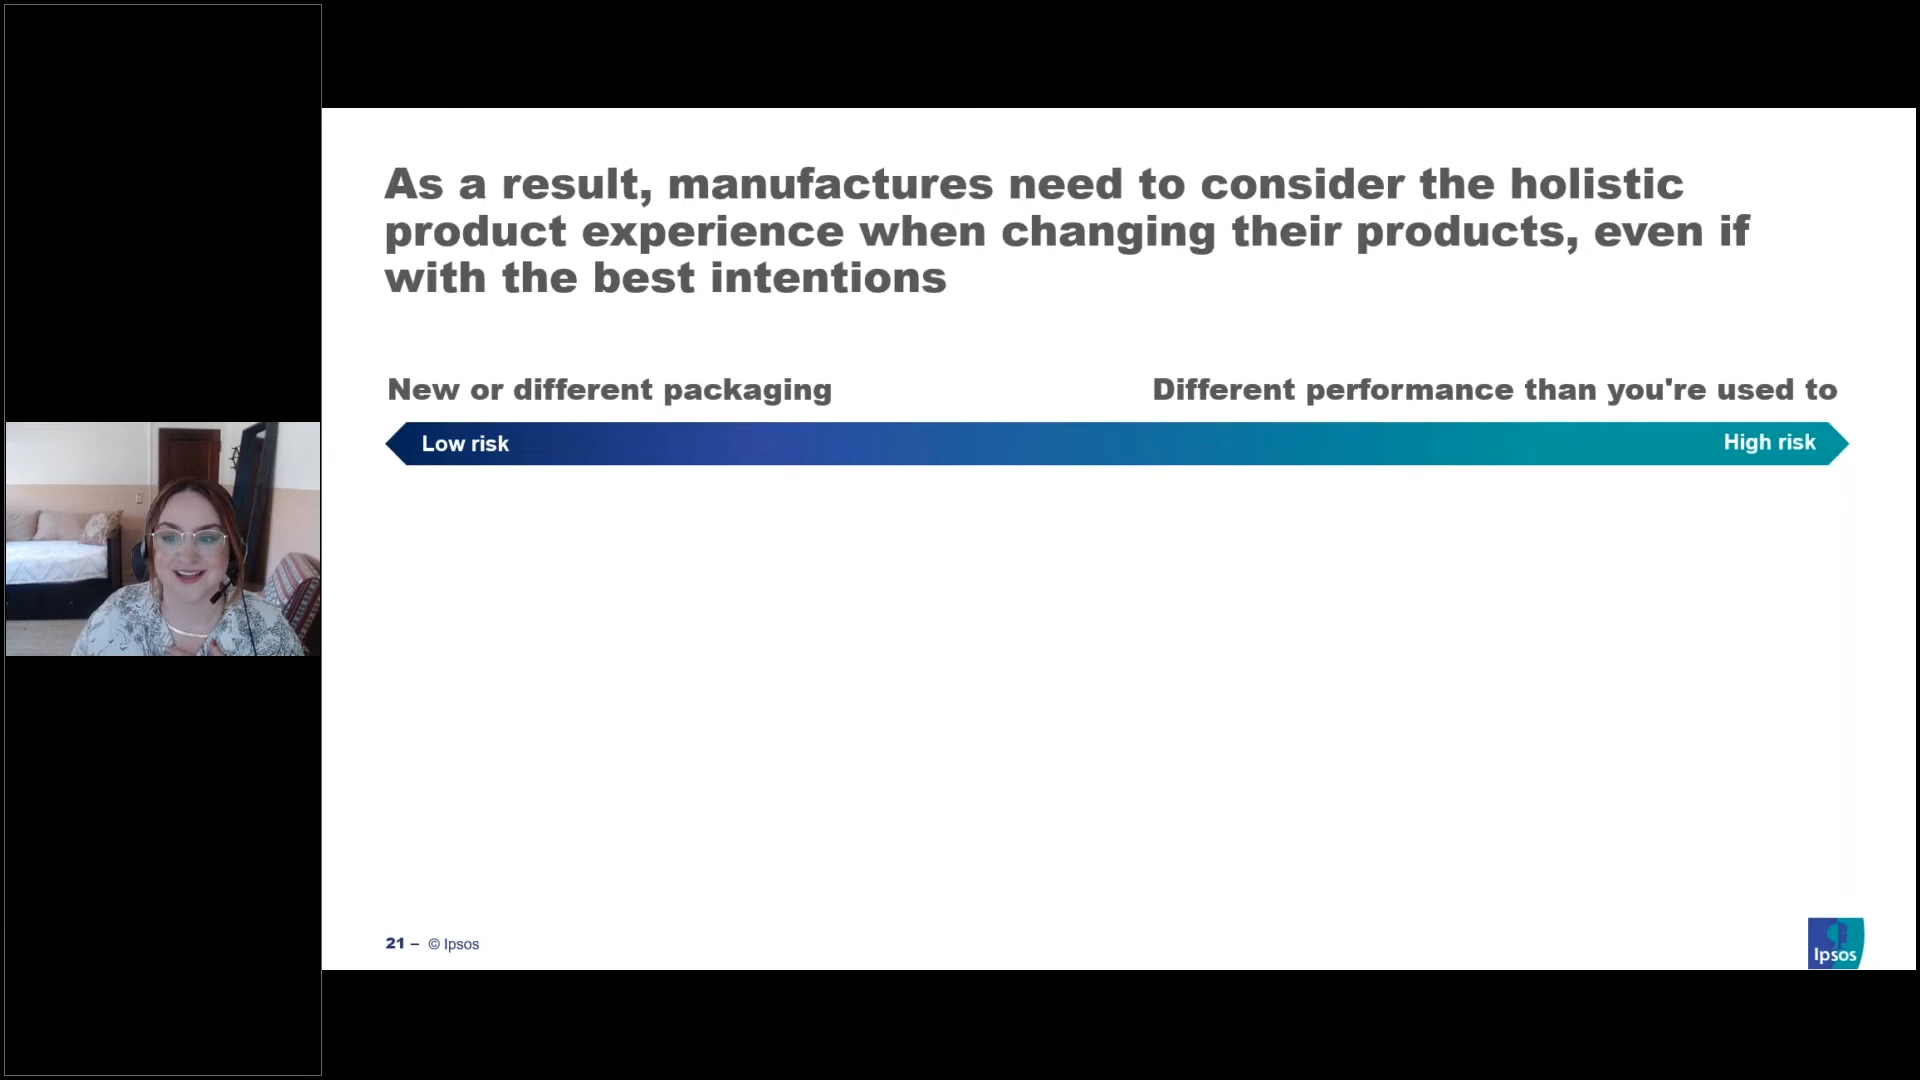 As a result, manufactures need to consider the holistic
product experience when changing their products, even if
with the best intentions
New or different packaging
Different performance than you're used to
Low risk
High risk
21 – © Ipsos
Ipsos